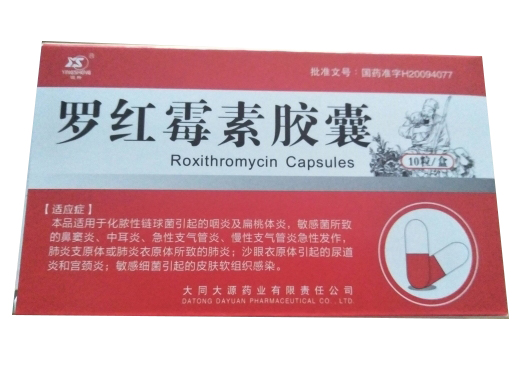 YS®
批准文号：国药准字H20094077
罗红霉素胶囊
Roxithromycin Capsules
10粒/盒
【适应症】
本品适用于化脓性链球菌引起的咽炎及扁桃体炎，敏感菌所致
的鼻窦炎、中耳炎、急性支气管炎、慢性支气管炎急性发作，
肺炎支原体或肺炎衣原体所致的肺炎；沙眼衣原体引起的尿道
炎和宫颈炎；敏感细菌引起的皮肤软组织感染。
大同大源药业有限责任公司
DATONG DAYUAN PHARMACEUTICAL CO., LTD.